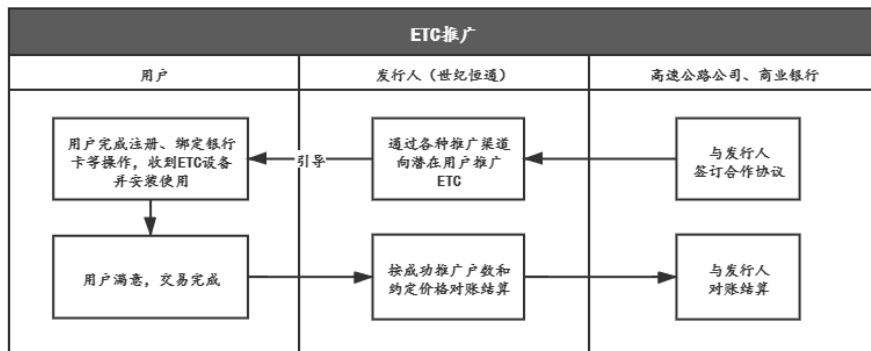 ETC推广
用户
发行人（世纪恒通）
高速公路公司、商业银行
用户完成注册、绑定银行
卡等操作，收到ETC设备
并安装使用
引导
通过各种推广渠道
向潜在用户推广
ETC
与发行人
签订合作协议
用户满意，交易完成
按成功推广户数和
约定价格对账结算
与发行人
对账结算